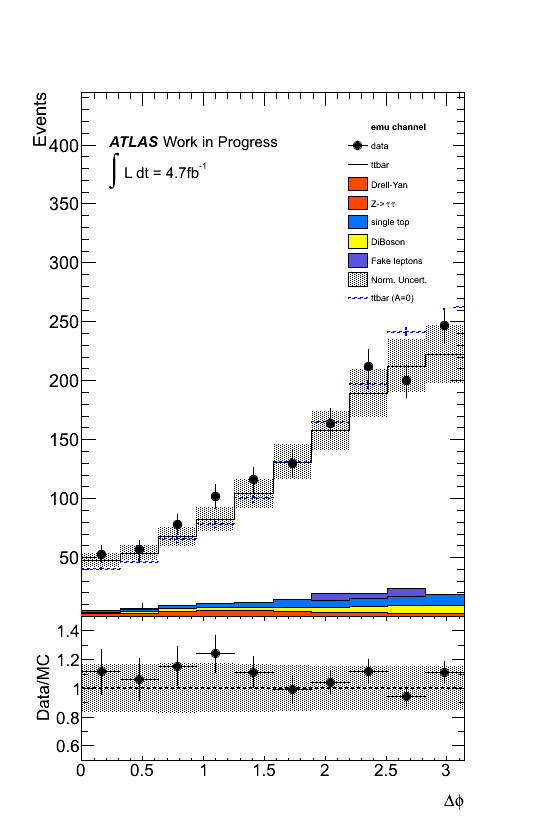 Events
400
350
300
250
200
150
100
50
ATLAS Work in Progress
∫ L dt = 4.7fb⁻¹
emu channel
data
ttbar
Drell-Yan
Z->ττ
single top
DiBoson
Fake leptons
Norm. Uncert.
ttbar (A=0)
Data/MC
1.4
1.2
1
0.8
0.6
0 0.5 1 1.5 2 2.5 3
Δϕ